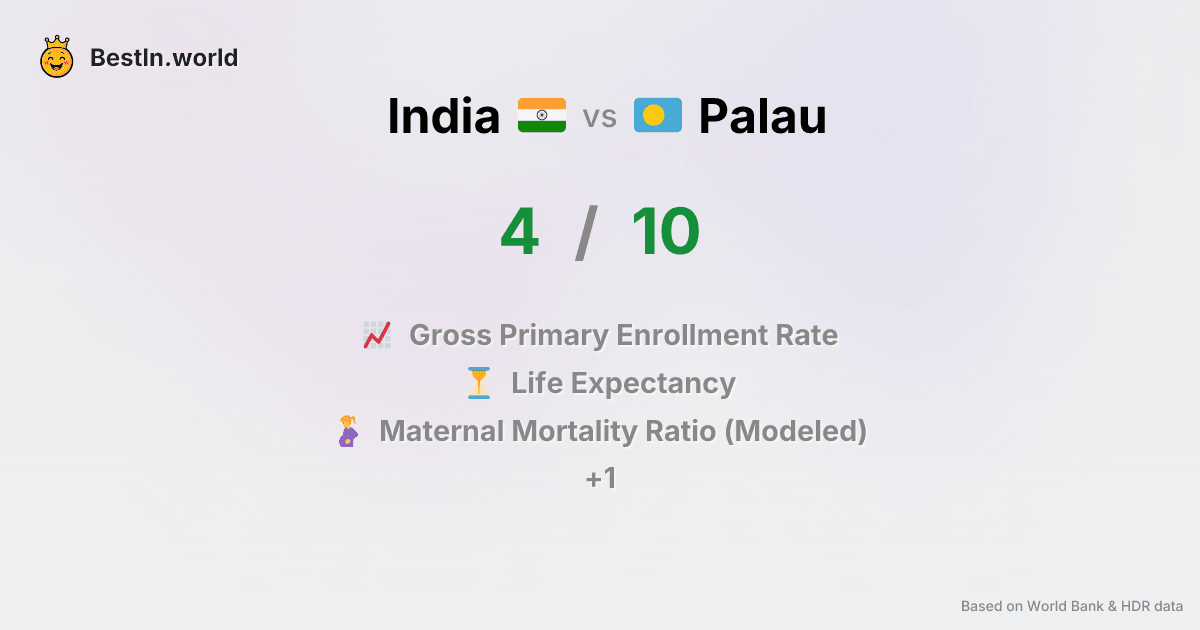 BestIn.world
India vs Palau
4 / 10
Gross Primary Enrollment Rate
Life Expectancy
Maternal Mortality Ratio (Modeled)
+1
Based on World Bank & HDR data